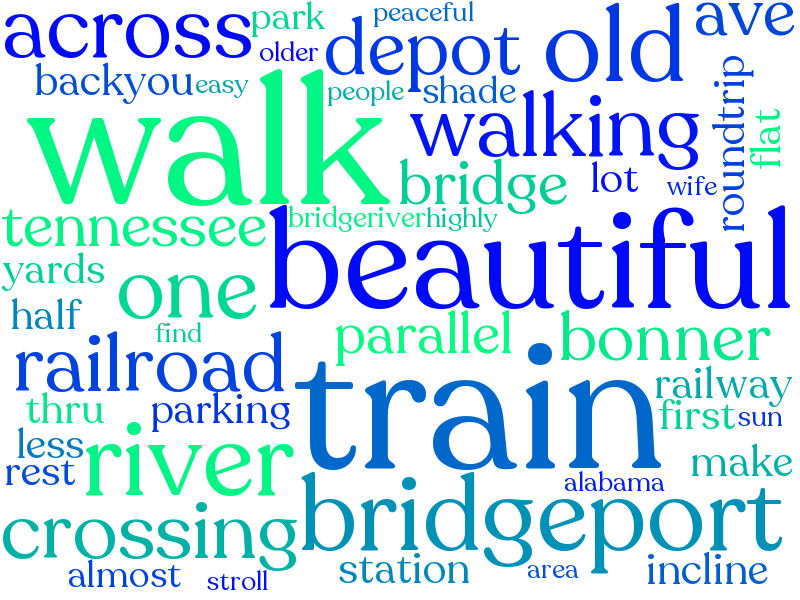 peaceful
across
park
older
depot
old
ave
backyou
easy
people
shade
walk
walking
roundtrip
flat
bridge
lot
wife
tennessee
bridgeriver
highly
beautiful
yards
one
half
find
parallel
bonner
railroad
train
railway
thru
parking
first
sun
less
rest
river
make
alabama
bridgeport
crossing
almost
stroll
station
area
incline